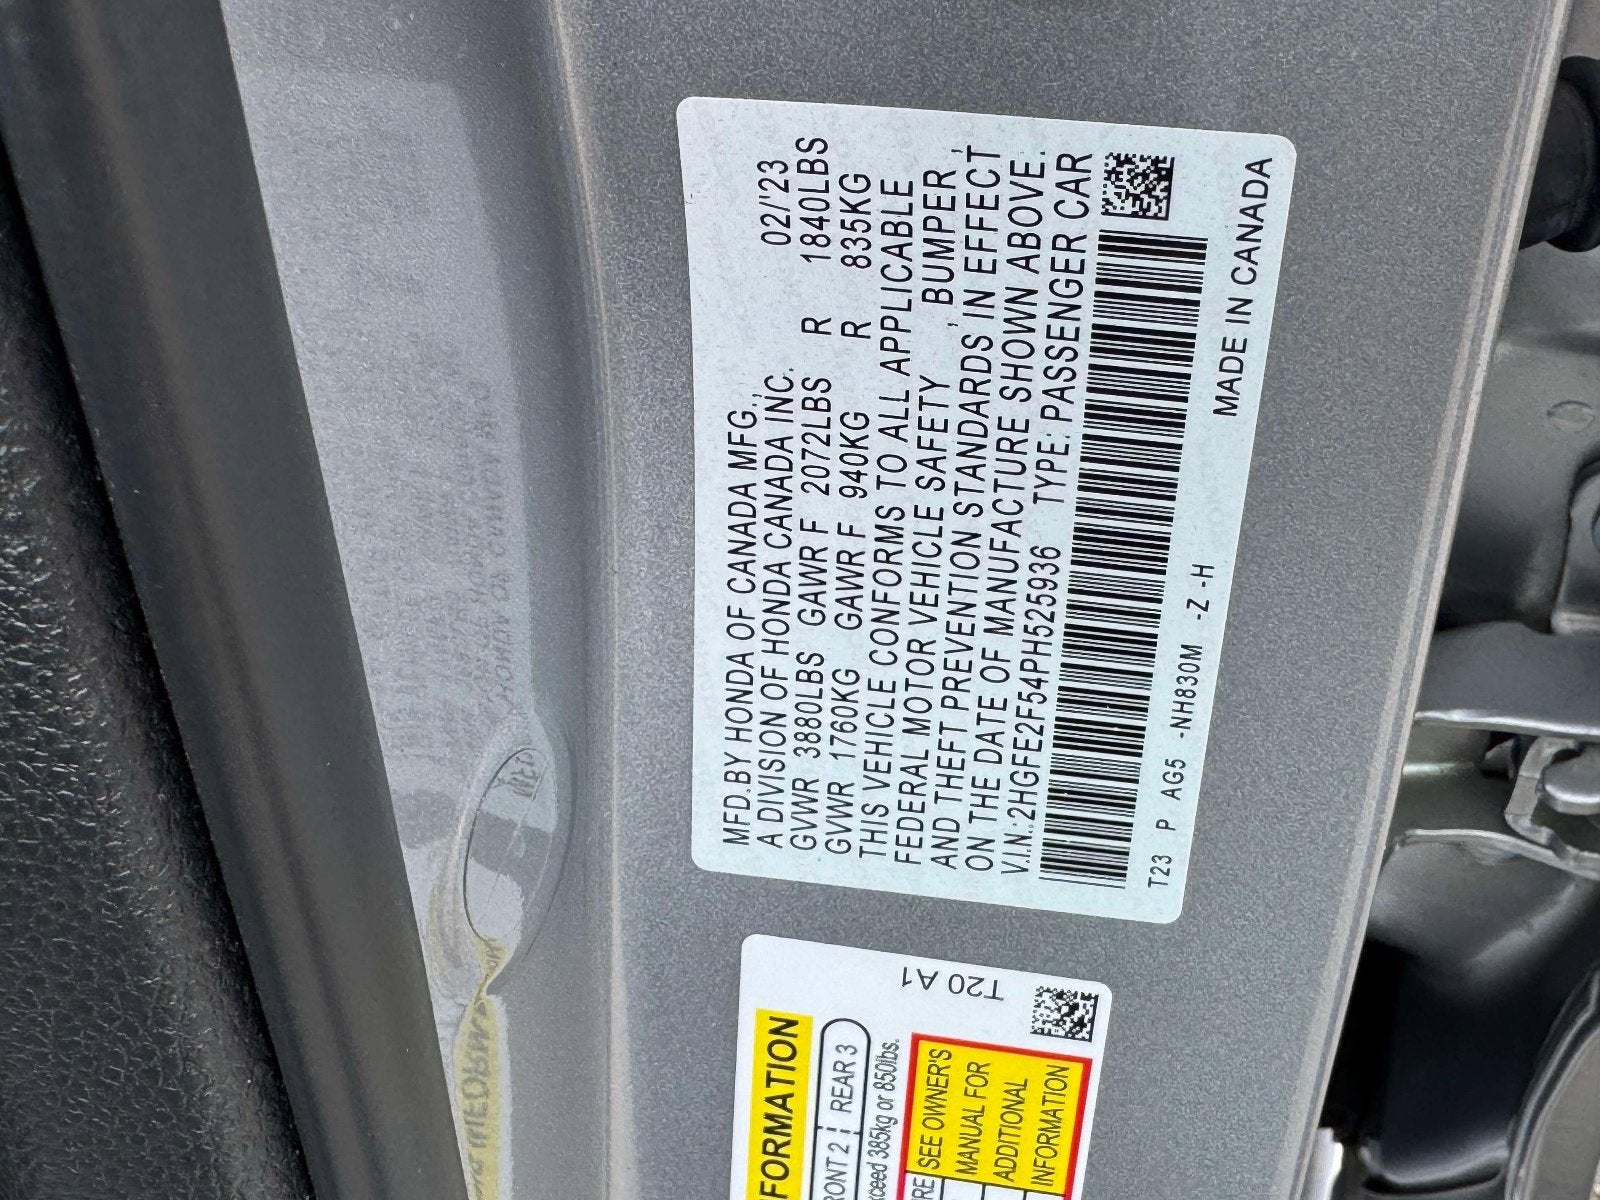 MFD.BY HONDA OF CANADA MFG.,
A DIVISION OF HONDA CANADA INC. 02/'23
GVWR 3880LBS GAWR F 2072LBS R 1840LBS
GVWR 1760KG GAWR F 940KG R 835KG
THIS VEHICLE CONFORMS TO ALL APPLICABLE
FEDERAL MOTOR VEHICLE SAFETY , BUMPER ,
AND THEFT PREVENTION STANDARDS IN EFFECT
ON THE DATE OF MANUFACTURE SHOWN ABOVE.
V.I.N.:2HGFE2F54PH525936 TYPE: PASSENGER CAR
T23 P AG5 -NH830M -Z -H
MADE IN CANADA
T20 A1
FORMATION
RONT 2 REAR 3
xceed 385kg or 850lbs.
SEE OWNER'S
MANUAL FOR
ADDITIONAL
INFORMATION